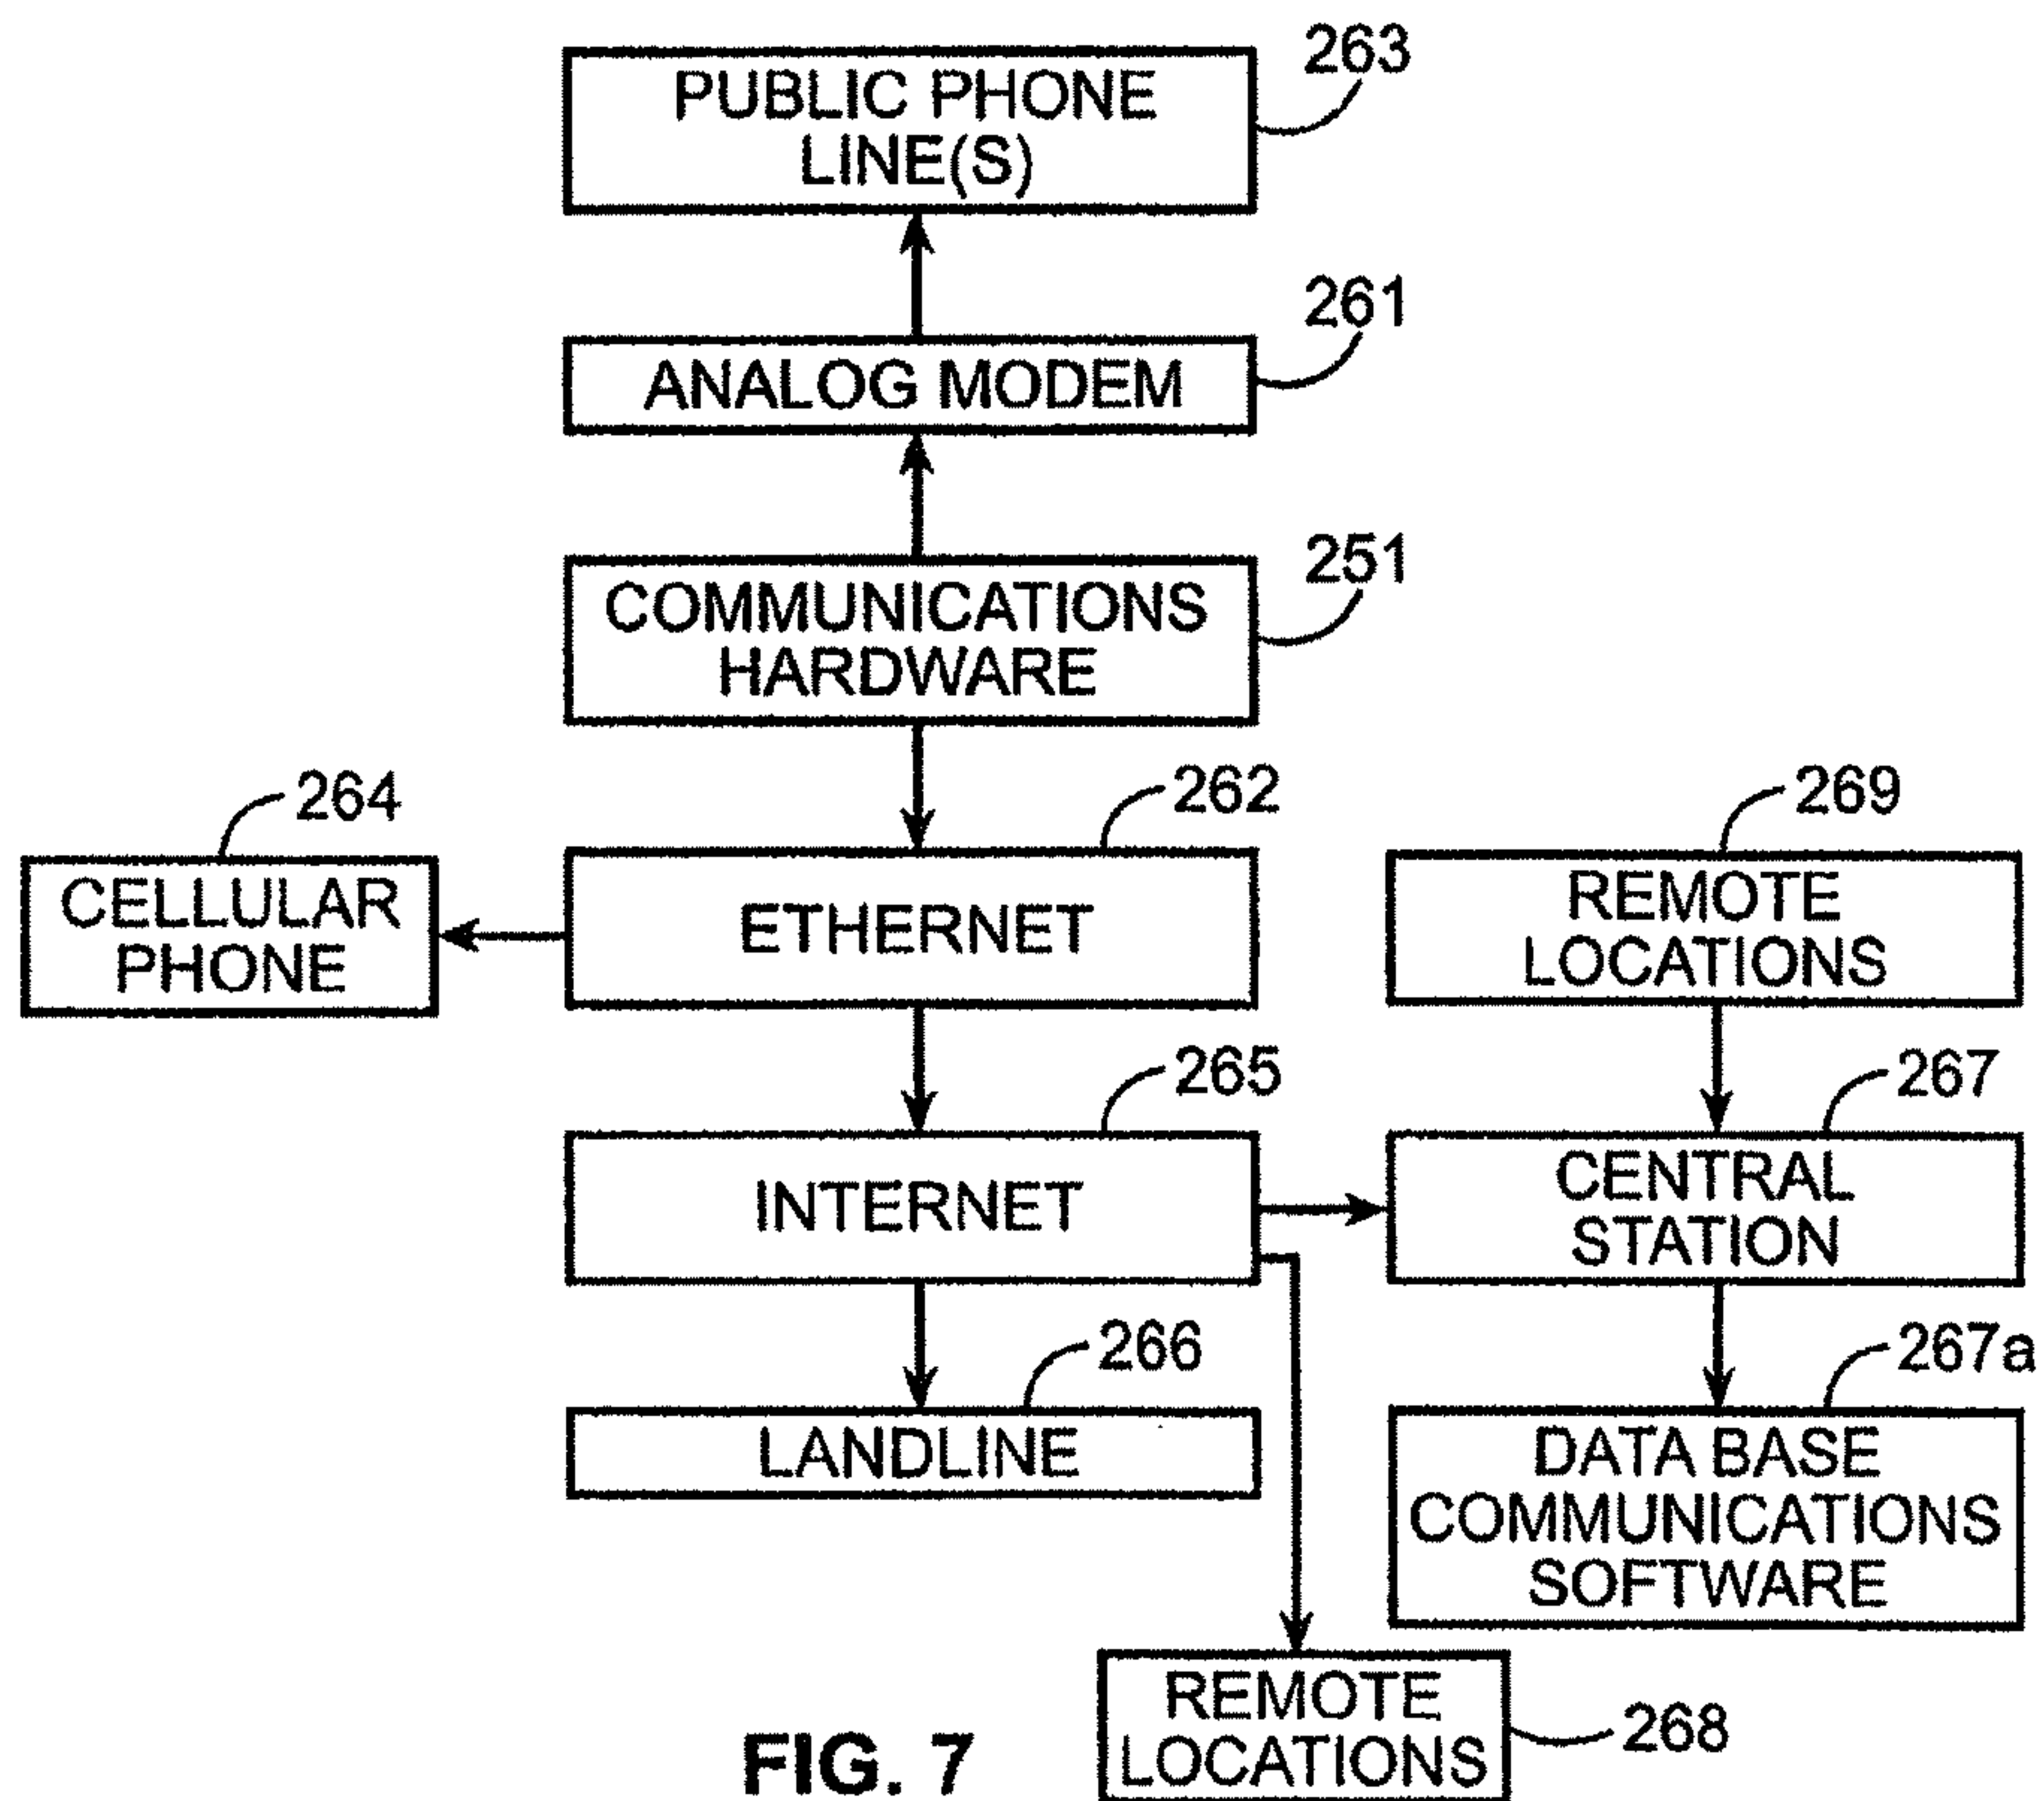 263
PUBLIC PHONE
LINE(S)
261
ANALOG MODEM
251
COMMUNICATIONS
HARDWARE
264
262
269
CELLULAR
PHONE
ETHERNET
REMOTE
LOCATIONS
265
267
INTERNET
CENTRAL
STATION
266
267a
LANDLINE
DATA BASE
COMMUNICATIONS
SOFTWARE
REMOTE
LOCATIONS
268
FIG. 7